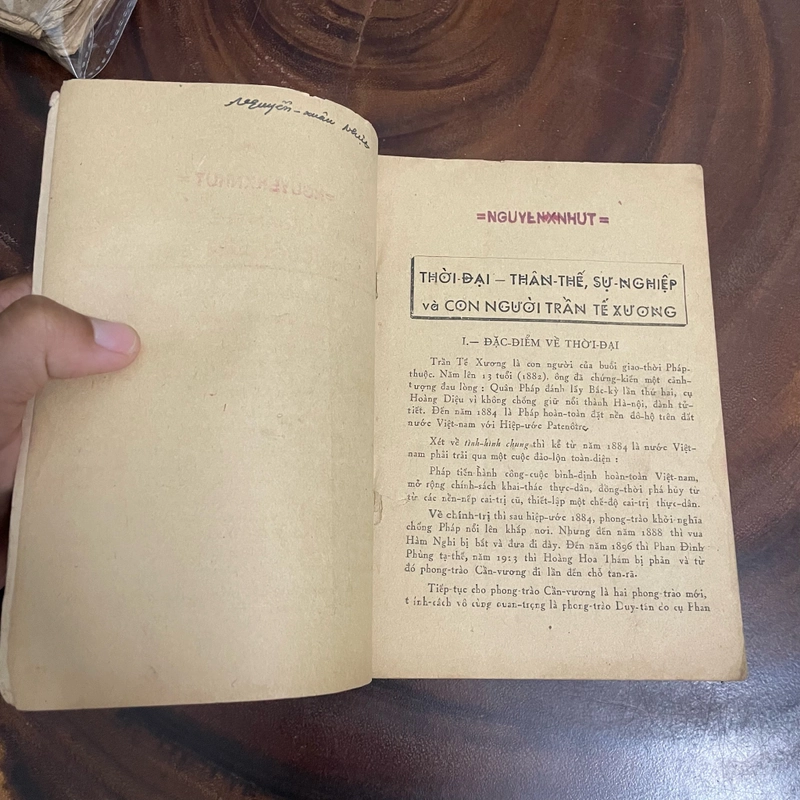 Nguyễn-xuân Nhựt
=NGUYENXNHUT=
THỜI-ĐẠI — THÂN-THẾ, SỰ-NGHIỆP
và CON NGƯỜI TRẦN TẾ XƯƠNG
I.— ĐẶC-ĐIỂM VỀ THỜI-ĐẠI
Trần Tế Xương là con người của buổi giao-thời Pháp-
thuộc. Năm lên 13 tuổi (1882). ông đã chứng-kiến một cảnh-
tượng đau lòng : Quân Pháp đánh lấy Bắc-kỳ lần thứ hai, cụ
Hoàng Diệu vì không chống giữ nổi thành Hà-nội, đành tử-
tiết. Đến năm 1884 là Pháp hoàn-toàn đặt nền đô-hộ trên đất
nước Việt-nam với Hiệp-ước Patenôtre.
Xét về tình-hình chung thì kể từ năm 1884 là nước Việt-
nam phải trải qua một cuộc đảo-lộn toàn-diện :
Pháp tiến-hành công-cuộc bình-định hoàn-toàn Việt-nam,
mở rộng chính-sách khai-thác thực-dân, đồng-thời phá hủy từ
từ các nền-nếp cai-trị cũ, thiết-lập một chế-độ cai-trị thực-dân.
Về chính-trị thì sau hiệp-ước 1884, phong-trào khởi-nghĩa
chống Pháp nổi lên khắp nơi. Nhưng đến năm 1888 thì vua
Hàm Nghi bị bắt và đưa đi đầy. Đến năm 1896 thì Phan Đình
Phùng tạ-thế, năm 1913 thì Hoàng Hoa Thám bị phản và từ
đó phong-trào Cần-vương đi lần đến chỗ tan-rã.
Tiếp-tục cho phong-trào Cần-vương là hai phong-trào mới,
tính-cách vô cùng quan-trọng là phong-trào Duy-tân do cụ Phan